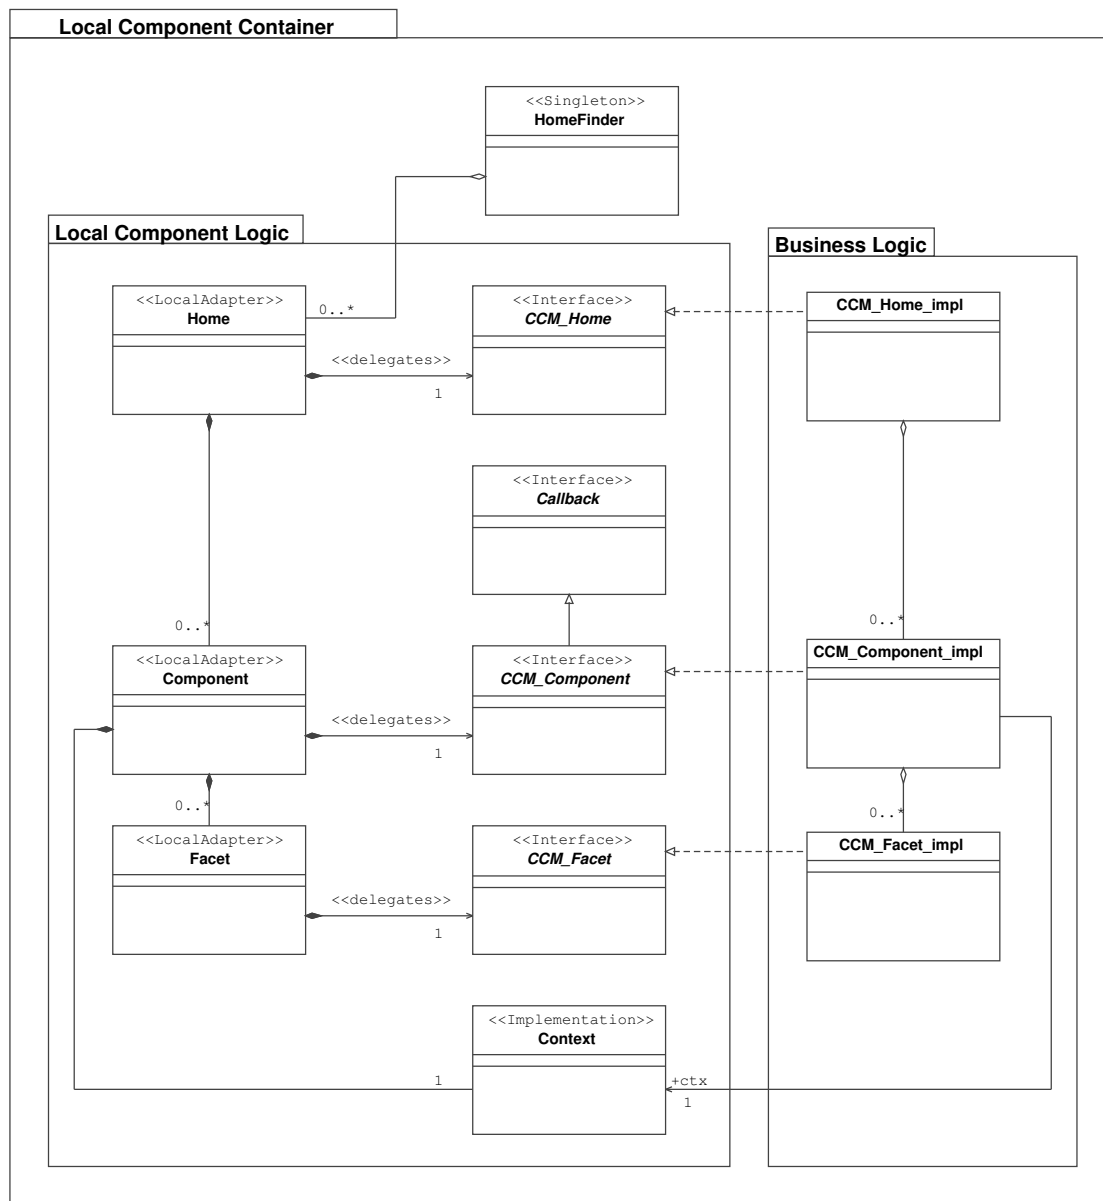 Local Component Container
<<Singleton>>
HomeFinder
Local Component Logic
Business Logic
<<LocalAdapter>>
Home
0..*
<<Interface>>
CCM_Home
CCM_Home_impl
<<delegates>>
1
<<Interface>>
Callback
0..*
0..*
<<LocalAdapter>>
Component
<<Interface>>
CCM_Component
CCM_Component_impl
<<delegates>>
1
0..*
0..*
<<LocalAdapter>>
Facet
<<Interface>>
CCM_Facet
CCM_Facet_impl
<<delegates>>
1
<<Implementation>>
Context
1
+ctx
1